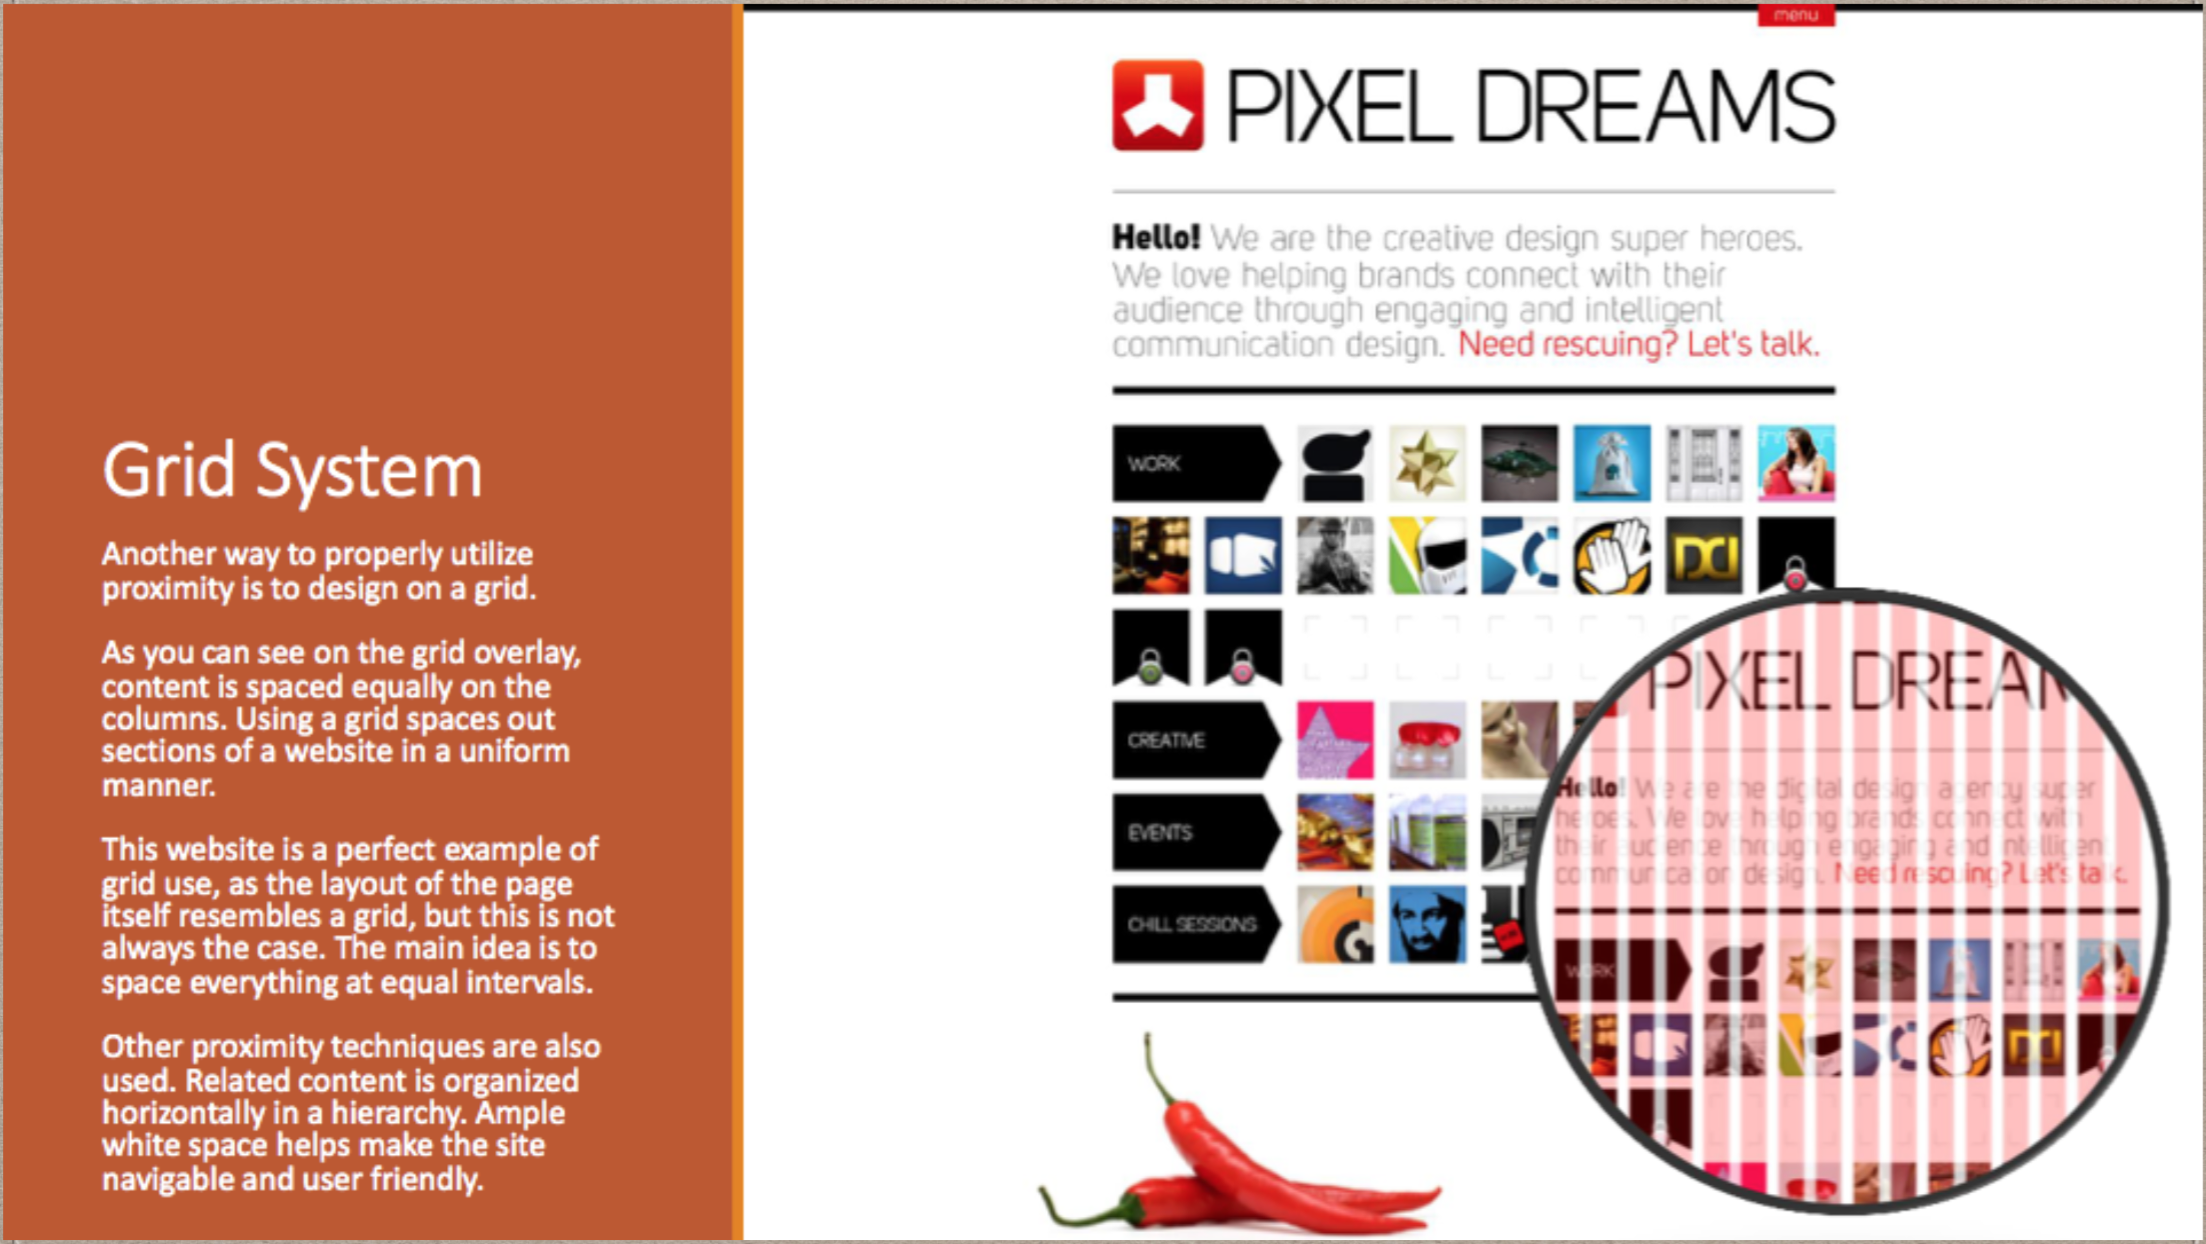 Grid System
Another way to properly utilize
proximity is to design on a grid.
As you can see on the grid overlay,
content is spaced equally on the
columns. Using a grid spaces out
sections of a website in a uniform
manner.
This website is a perfect example of
grid use, as the layout of the page
itself resembles a grid, but this is not
always the case. The main idea is to
space everything at equal intervals.
Other proximity techniques are also
used. Related content is organized
horizontally in a hierarchy. Ample
white space helps make the site
navigable and user friendly.
menu
PIXEL DREAMS
Hello! We are the creative design super heroes.
We love helping brands connect with their
audience through engaging and intelligent
communication design. Need rescuing? Let's talk.
WORK
CREATIVE
EVENTS
CHILL SESSIONS
PIXEL DREAM
Hello! We are the digital design agency super
heroes. We love helping brands connect with
their audience through engaging and intelligent
communication design. Need rescuing? Let's talk.
WORK